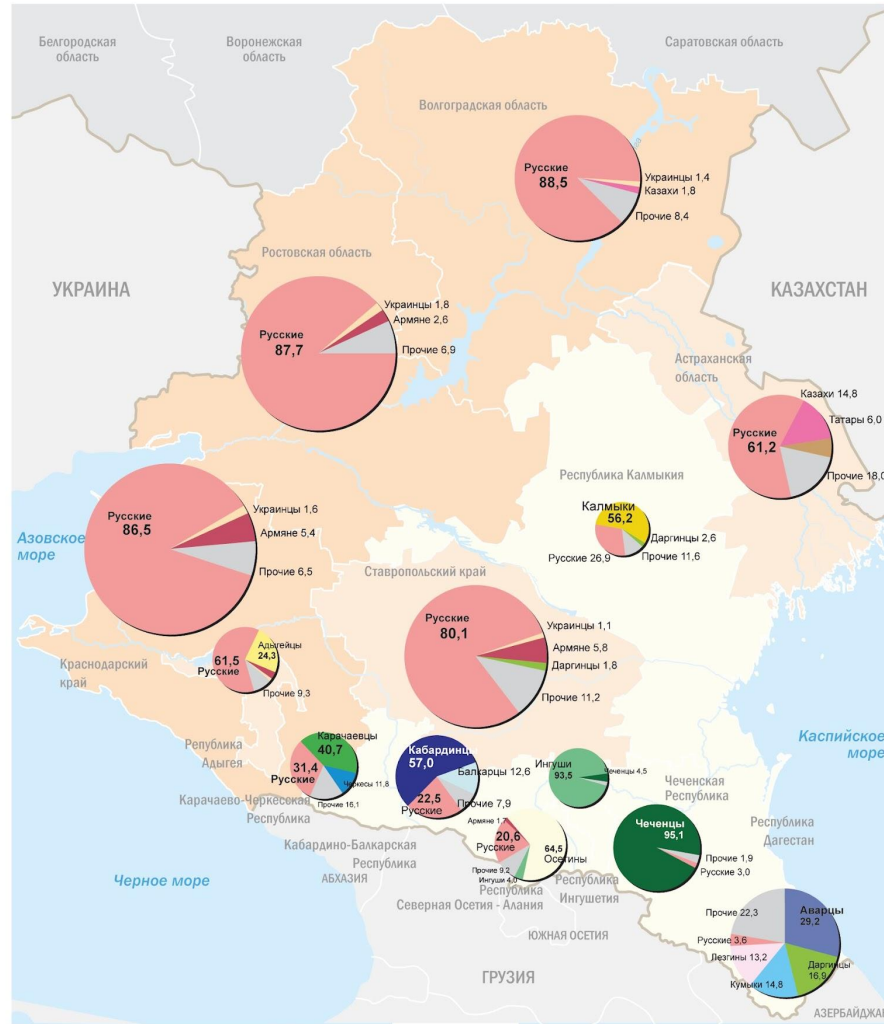 Белгородская
область
Воронежская
область
Саратовская область
Волгоградская область
Русские
88,5
Украинцы 1,4
Казахи 1,8
Прочие 8,4
Ростовская область
УКРАИНА
КАЗАХСТАН
Русские
87,7
Украинцы 1,8
Армяне 2,6
Прочие 6,9
Астраханская
область
Казахи 14,8
Татары 6,0
Русские
61,2
Прочие 18,0
Республика Калмыкия
Калмыки
56,2
Даргинцы 2,6
Русские 26,9
Прочие 11,6
Русские
86,5
Украинцы 1,6
Армяне 5,4
Прочие 6,5
Азовское
море
Ставропольский край
Русские
80,1
Украинцы 1,1
Армяне 5,8
Даргинцы 1,8
Прочие 11,2
Краснодарский
край
Адыгейцы
24,3
61,5
Русские
Прочие 9,3
Репулика
Адыгея
Карачаевцы
40,7
31,4
Русские
Черкесы 11,8
Прочие 16,1
Карачаево-Черкесская
Республика
Кабардинцы
57,0
Балкарцы 12,6
22,5
Русские
Прочие 7,9
Кабардино-Балкарская
Республика
Ингуши
93,5
Чеченцы 4,5
Чеченская
Республика
Каспийское
море
Республика
Дагестан
Чеченцы
95,1
Прочие 1,9
Русские 3,0
Армяне 1,7
20,6
Русские
64,5
Осетины
Прочие 9,2
Ингуши 4,0
Республика
Северная Осетия - Алания
Республика
Ингушетия
АБХАЗИЯ
ЮЖНАЯ ОСЕТИЯ
Черное море
ГРУЗИЯ
Прочие 22,3
Аварцы
29,2
Русские 3,6
Лезгины 13,2
Даргинцы
16,9
Кумыки 14,8
АЗЕРБАЙДЖАН